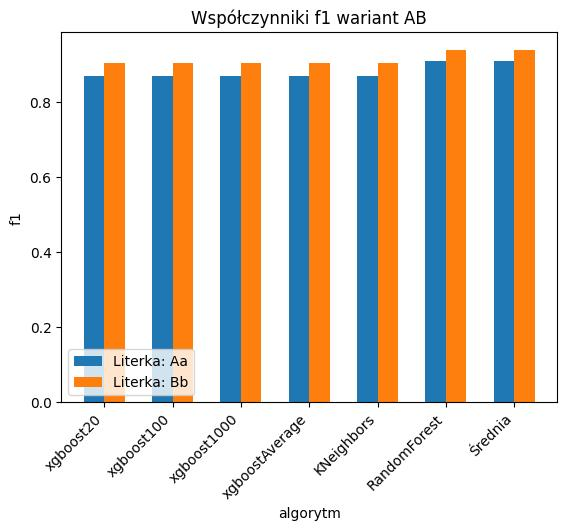 Współczynniki f1 wariant AB
f1
0.8
0.6
0.4
0.2
0.0
Literka: Aa
Literka: Bb
xgboost20
xgboost100
xgboost1000
xgboostAverage
KNeighbors
RandomForest
Średnia
algorytm